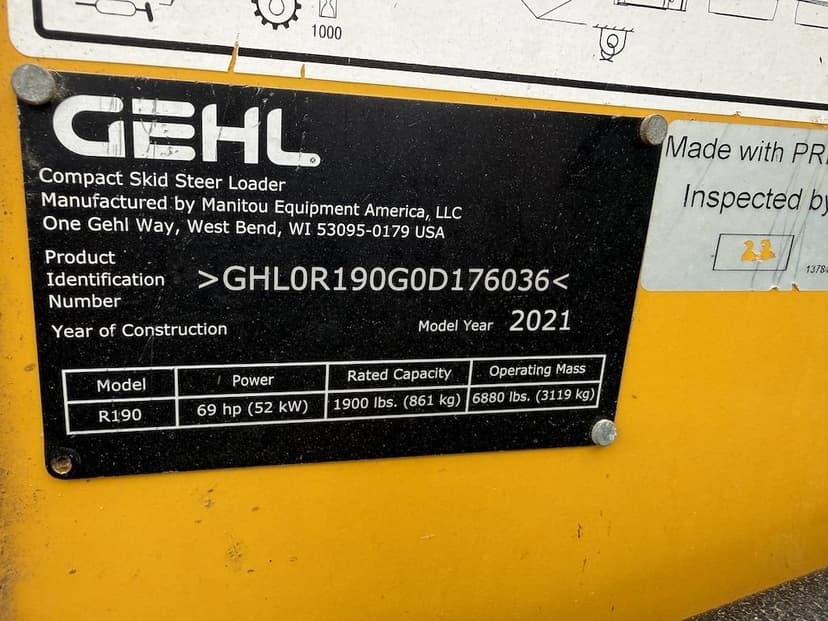 1000
GEHL
Compact Skid Steer Loader
Manufactured by Manitou Equipment America, LLC
One Gehl Way, West Bend, WI 53095-0179 USA
Product
Identification
Number
>GHL0R190G0D176036<
Year of Construction
Model Year 2021
Model Power Rated Capacity Operating Mass
R190 69 hp (52 kW) 1900 lbs. (861 kg) 6880 lbs. (3119 kg)
Made with
Inspected by